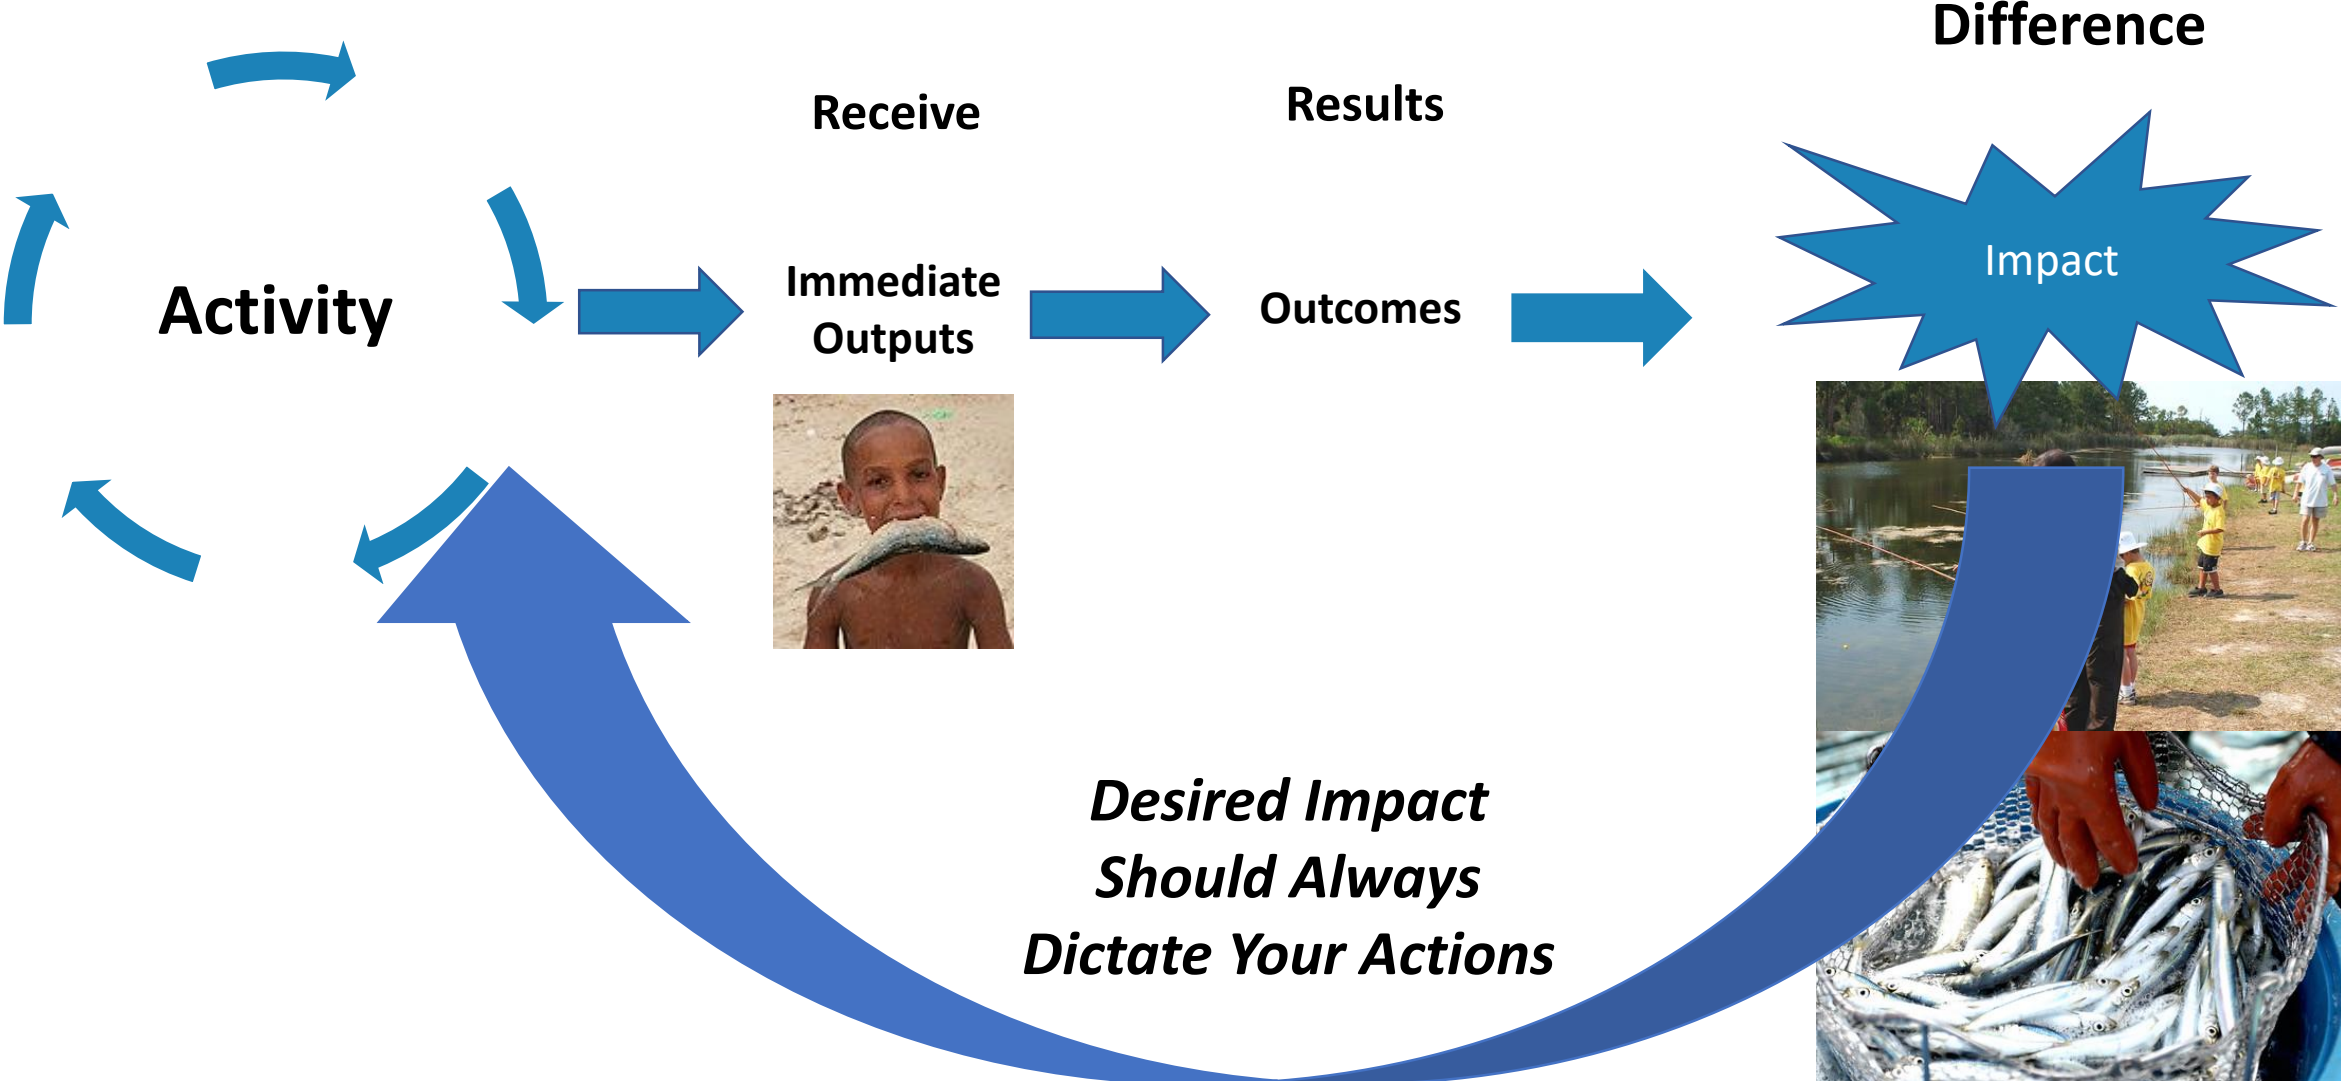 Difference
Receive
Results
Impact
Activity
Immediate
Outputs
Outcomes
Desired Impact
Should Always
Dictate Your Actions